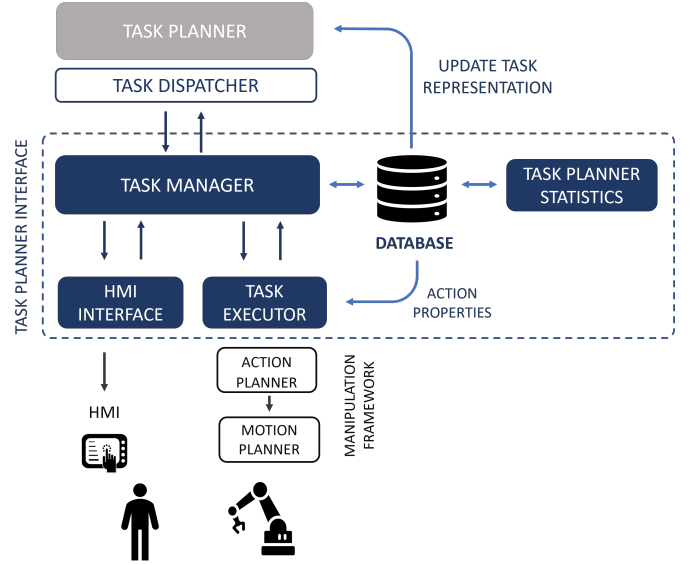 TASK PLANNER
TASK DISPATCHER
UPDATE TASK
REPRESENTATION
TASK PLANNER INTERFACE
TASK MANAGER
DATABASE
TASK PLANNER
STATISTICS
HMI
INTERFACE
TASK
EXECUTOR
ACTION
PROPERTIES
HMI
ACTION
PLANNER
MOTION
PLANNER
MANIPULATION
FRAMEWORK